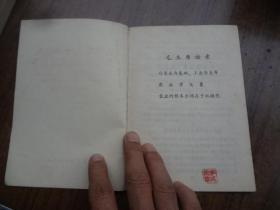 毛主席语录
以农业为基础、工业为主导
农业学大寨
农业的根本出路在于机械化